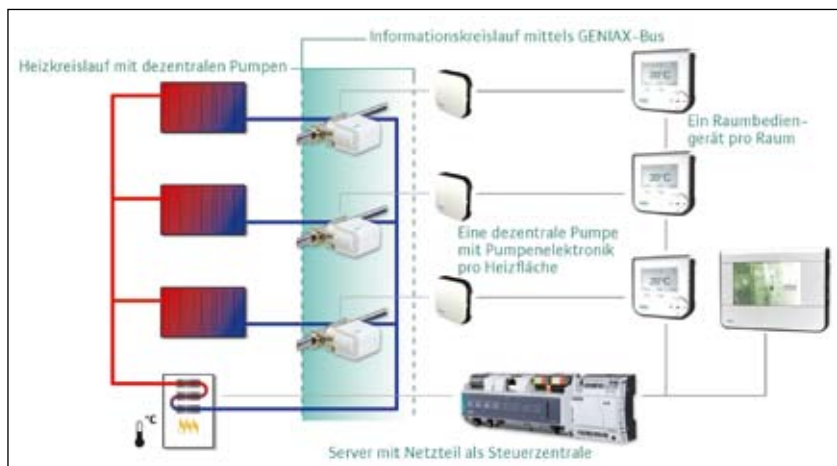 Informationskreislauf mittels GENIAX-Bus
Heizkreislauf mit dezentralen Pumpen
Ein Raumbedien-
gerät pro Raum
Eine dezentrale Pumpe
mit Pumpenelektronik
pro Heizfläche
°C
Server mit Netzteil als Steuerzentrale